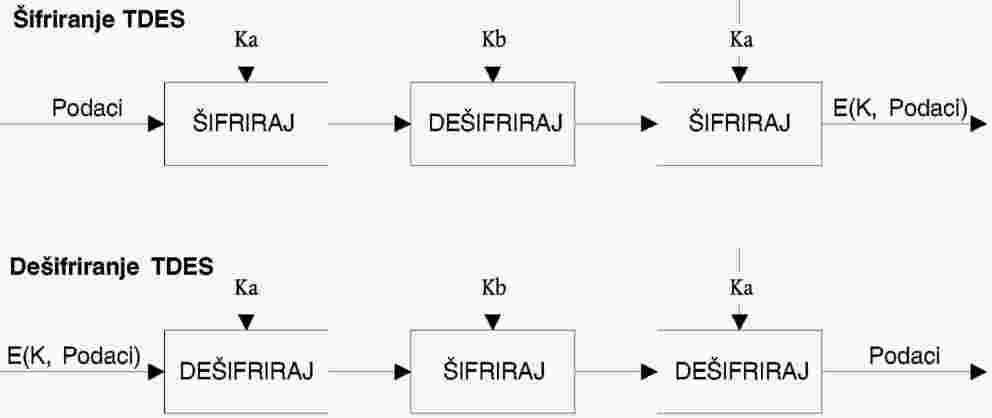 Šifriranje TDES
Ka Kb Ka
Podaci ŠIFRIRAJ DEŠIFRIRAJ ŠIFRIRAJ E(K, Podaci)
Dešifriranje TDES
Ka Kb Ka
E(K, Podaci) DEŠIFRIRAJ ŠIFRIRAJ DEŠIFRIRAJ Podaci